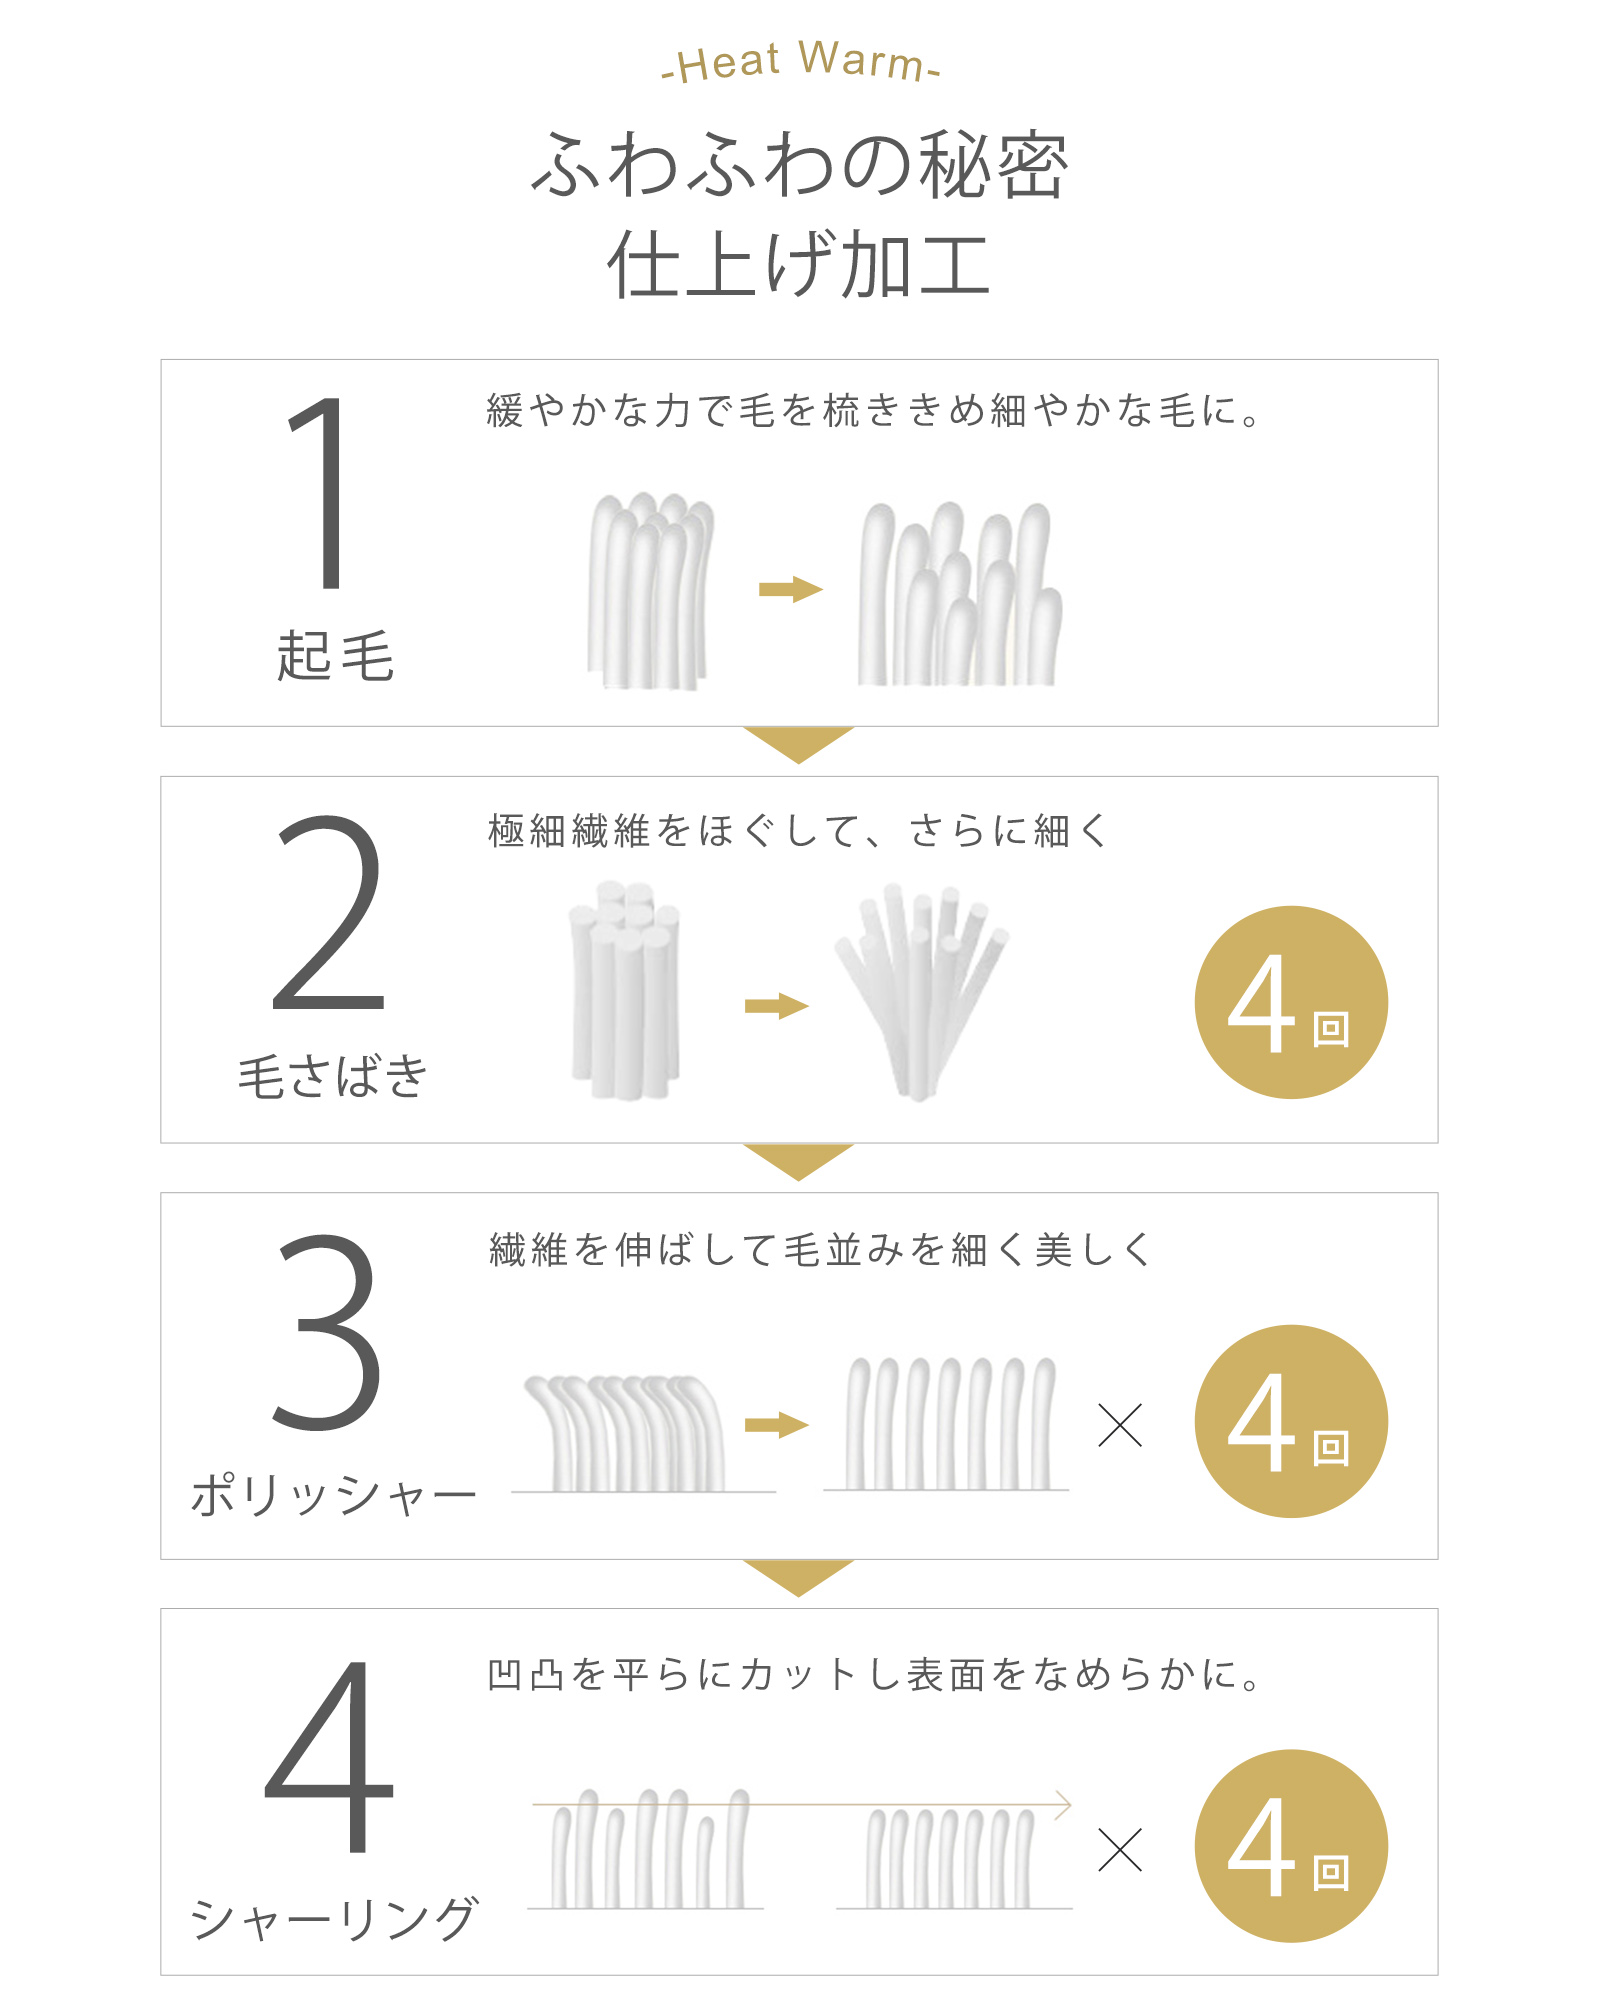 -Heat Warm-
ふわふわの秘密
仕上げ加工
1
起毛
緩やかな力で毛を梳ききめ細やかな毛に。
2
毛さばき
極細繊維をほぐして、さらに細く
4回
3
ポリッシャー
繊維を伸ばして毛並みを細く美しく
×
4回
4
シャーリング
凹凸を平らにカットし表面をなめらかに。
×
4回